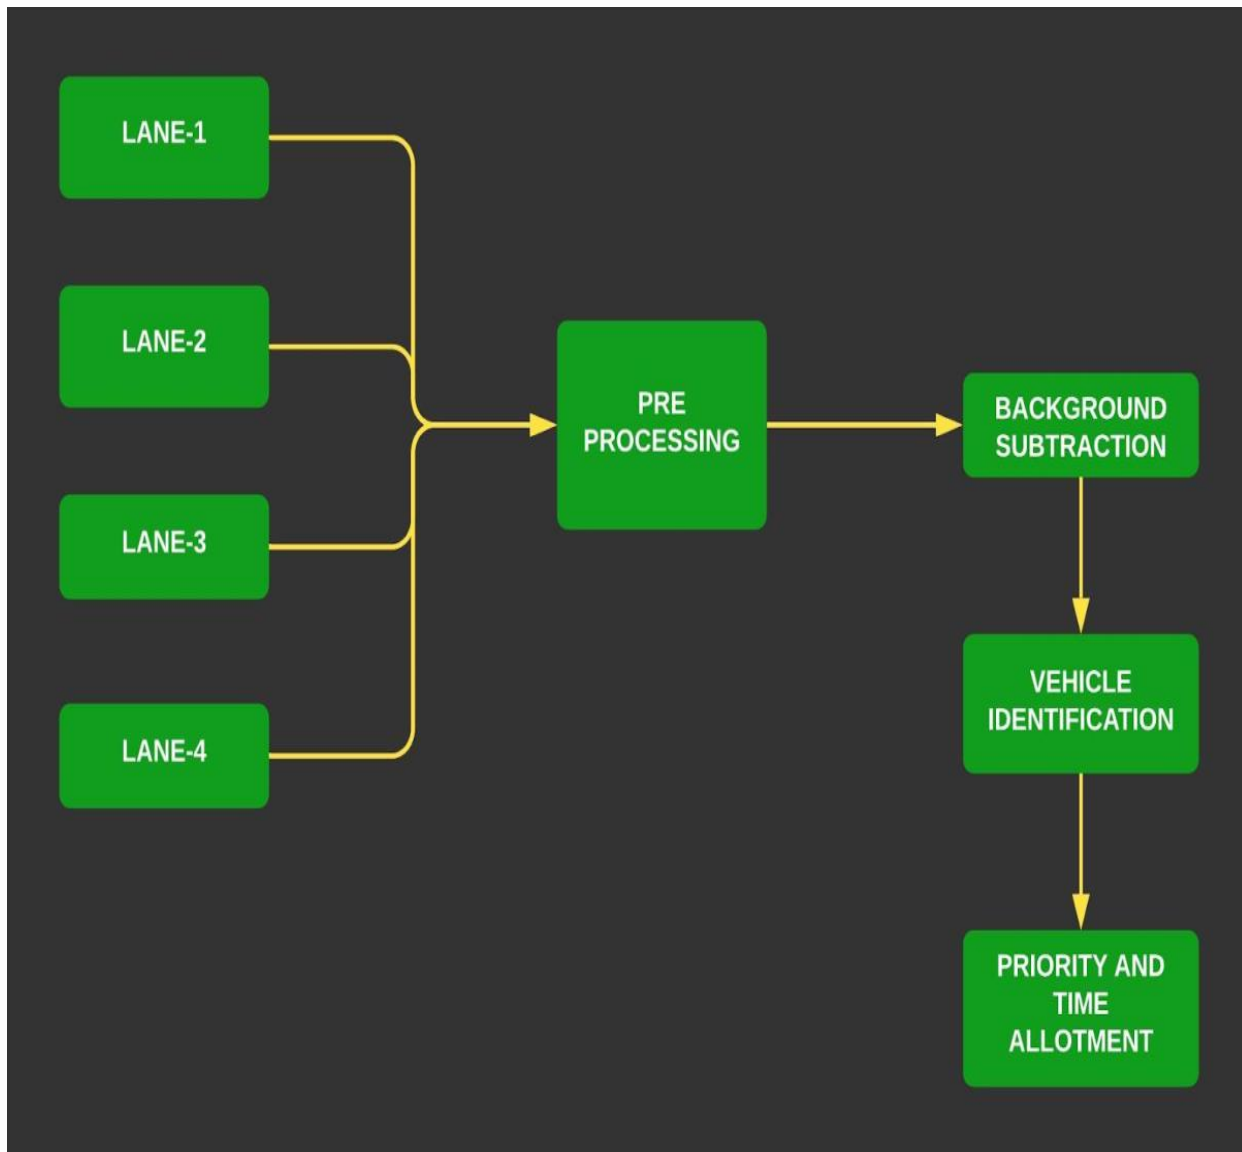 LANE-1
LANE-2
LANE-3
LANE-4
PRE
PROCESSING
BACKGROUND
SUBTRACTION
VEHICLE
IDENTIFICATION
PRIORITY AND
TIME
ALLOTMENT